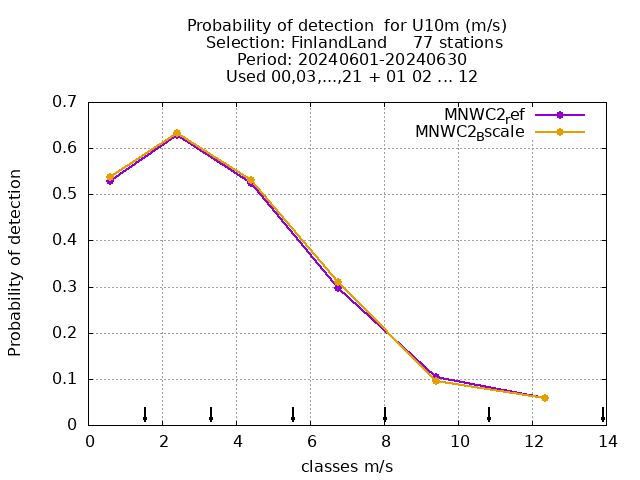 Probability of detection  for U10m (m/s)
Selection: FinlandLand     77 stations
Period: 20240601-20240630
Used 00,03,...,21 + 01 02 ... 12
MNWC2ref
MNWC2Bscale
0.7
0.6
0.5
0.4
0.3
0.2
0.1
0
Probability of detection
0 2 4 6 8 10 12 14
classes m/s